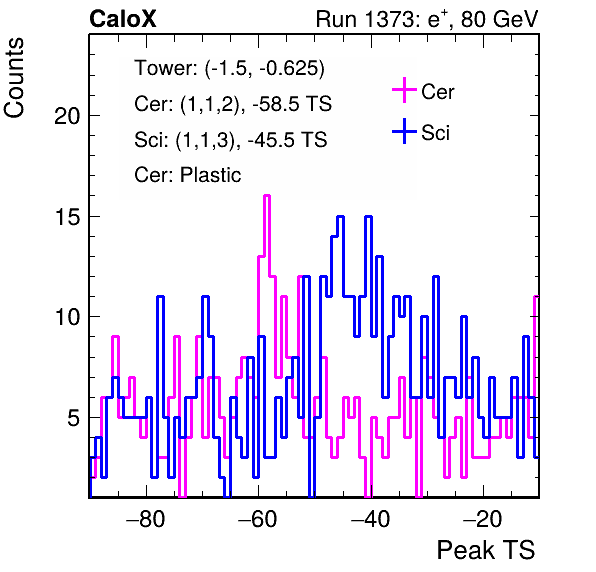 CaloX Run 1373: e⁺, 80 GeV
Counts
Tower: (-1.5, -0.625)
Cer: (1,1,2), -58.5 TS
Sci: (1,1,3), -45.5 TS
Cer: Plastic
Cer
Sci
20
15
10
5
−80 −60 −40 −20
Peak TS